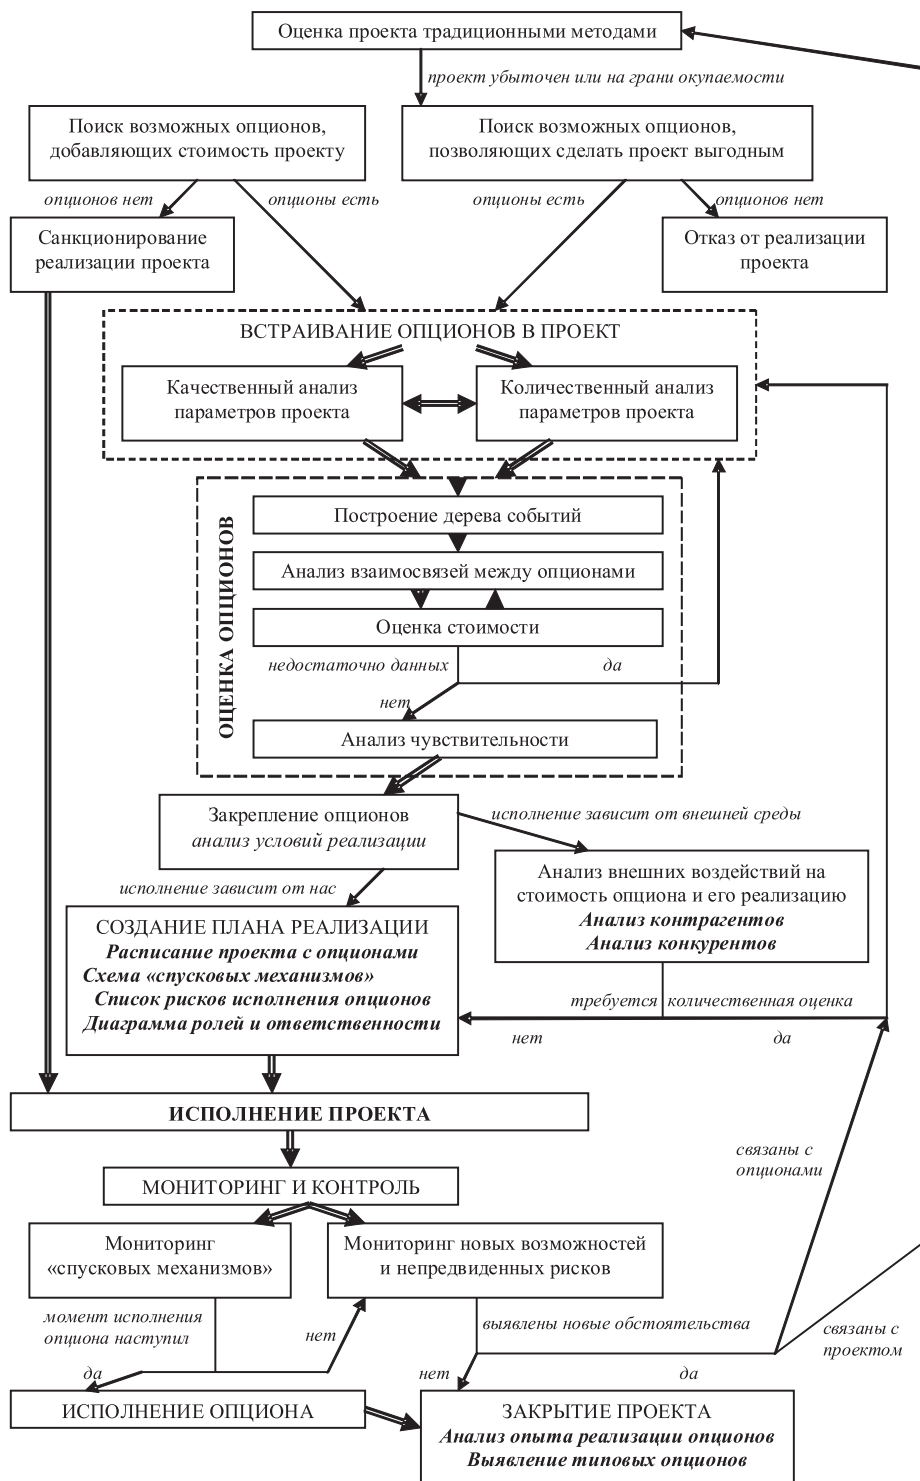 Оценка проекта традиционными методами
проект убыточен или на грани окупаемости
Поиск возможных опционов,
добавляющих стоимость проекту
Поиск возможных опционов,
позволяющих сделать проект выгодным
опционов нет
опционы есть
опционы есть
опционов нет
Санкционирование
реализации проекта
Отказ от реализации
проекта
ВСТРАИВАНИЕ ОПЦИОНОВ В ПРОЕКТ
Качественный анализ
параметров проекта
Количественный анализ
параметров проекта
ОЦЕНКА ОПЦИОНОВ
Построение дерева событий
Анализ взаимосвязей между опционами
Оценка стоимости
недостаточно данных
да
нет
Анализ чувствительности
Закрепление опционов
анализ условий реализации
исполнение зависит от внешней среды
исполнение зависит от нас
Анализ внешних воздействий на
стоимость опциона и его реализацию
Анализ контрагентов
Анализ конкурентов
СОЗДАНИЕ ПЛАНА РЕАЛИЗАЦИИ
Расписание проекта с опционами
Схема «спусковых механизмов»
Список рисков исполнения опционов
Диаграмма ролей и ответственности
требуется количественная оценка
нет
да
ИСПОЛНЕНИЕ ПРОЕКТА
связаны с
опционами
МОНИТОРИНГ И КОНТРОЛЬ
Мониторинг
«спусковых механизмов»
Мониторинг новых возможностей
и непредвиденных рисков
момент исполнения
опциона наступил
нет
выявлены новые обстоятельства
связаны с
проектом
да
нет
да
ИСПОЛНЕНИЕ ОПЦИОНА
ЗАКРЫТИЕ ПРОЕКТА
Анализ опыта реализации опционов
Выявление типовых опционов